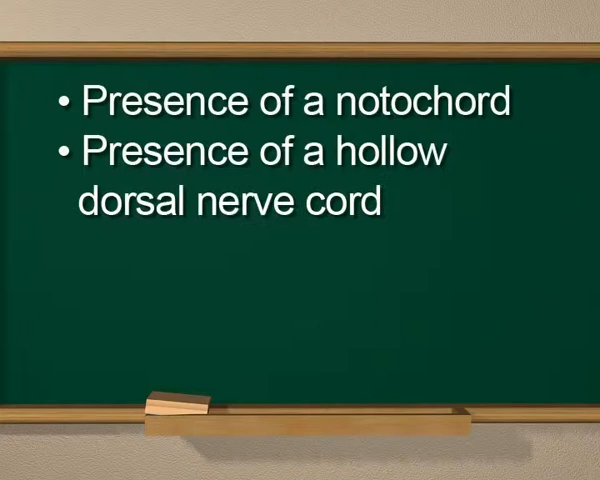 • Presence of a notochord
• Presence of a hollow
dorsal nerve cord